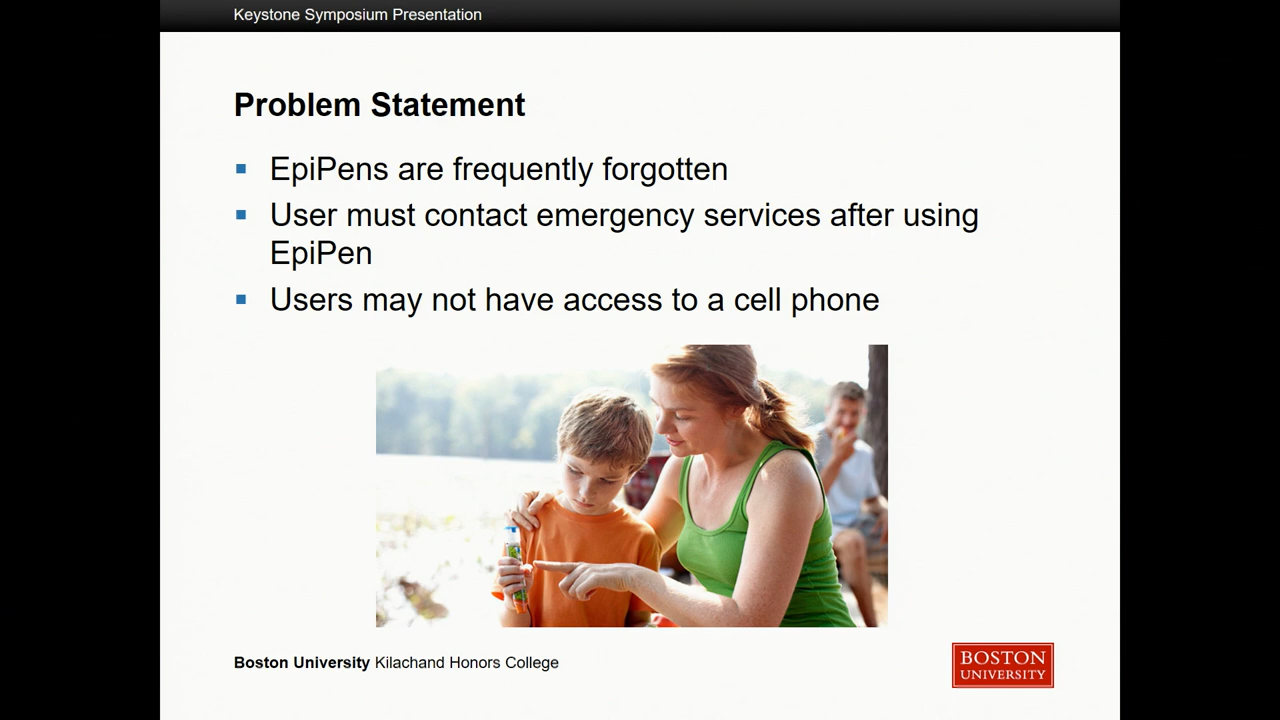 Keystone Symposium Presentation
Problem Statement
EpiPens are frequently forgotten
User must contact emergency services after using
EpiPen
Users may not have access to a cell phone
Boston University Kilachand Honors College
BOSTON
UNIVERSITY